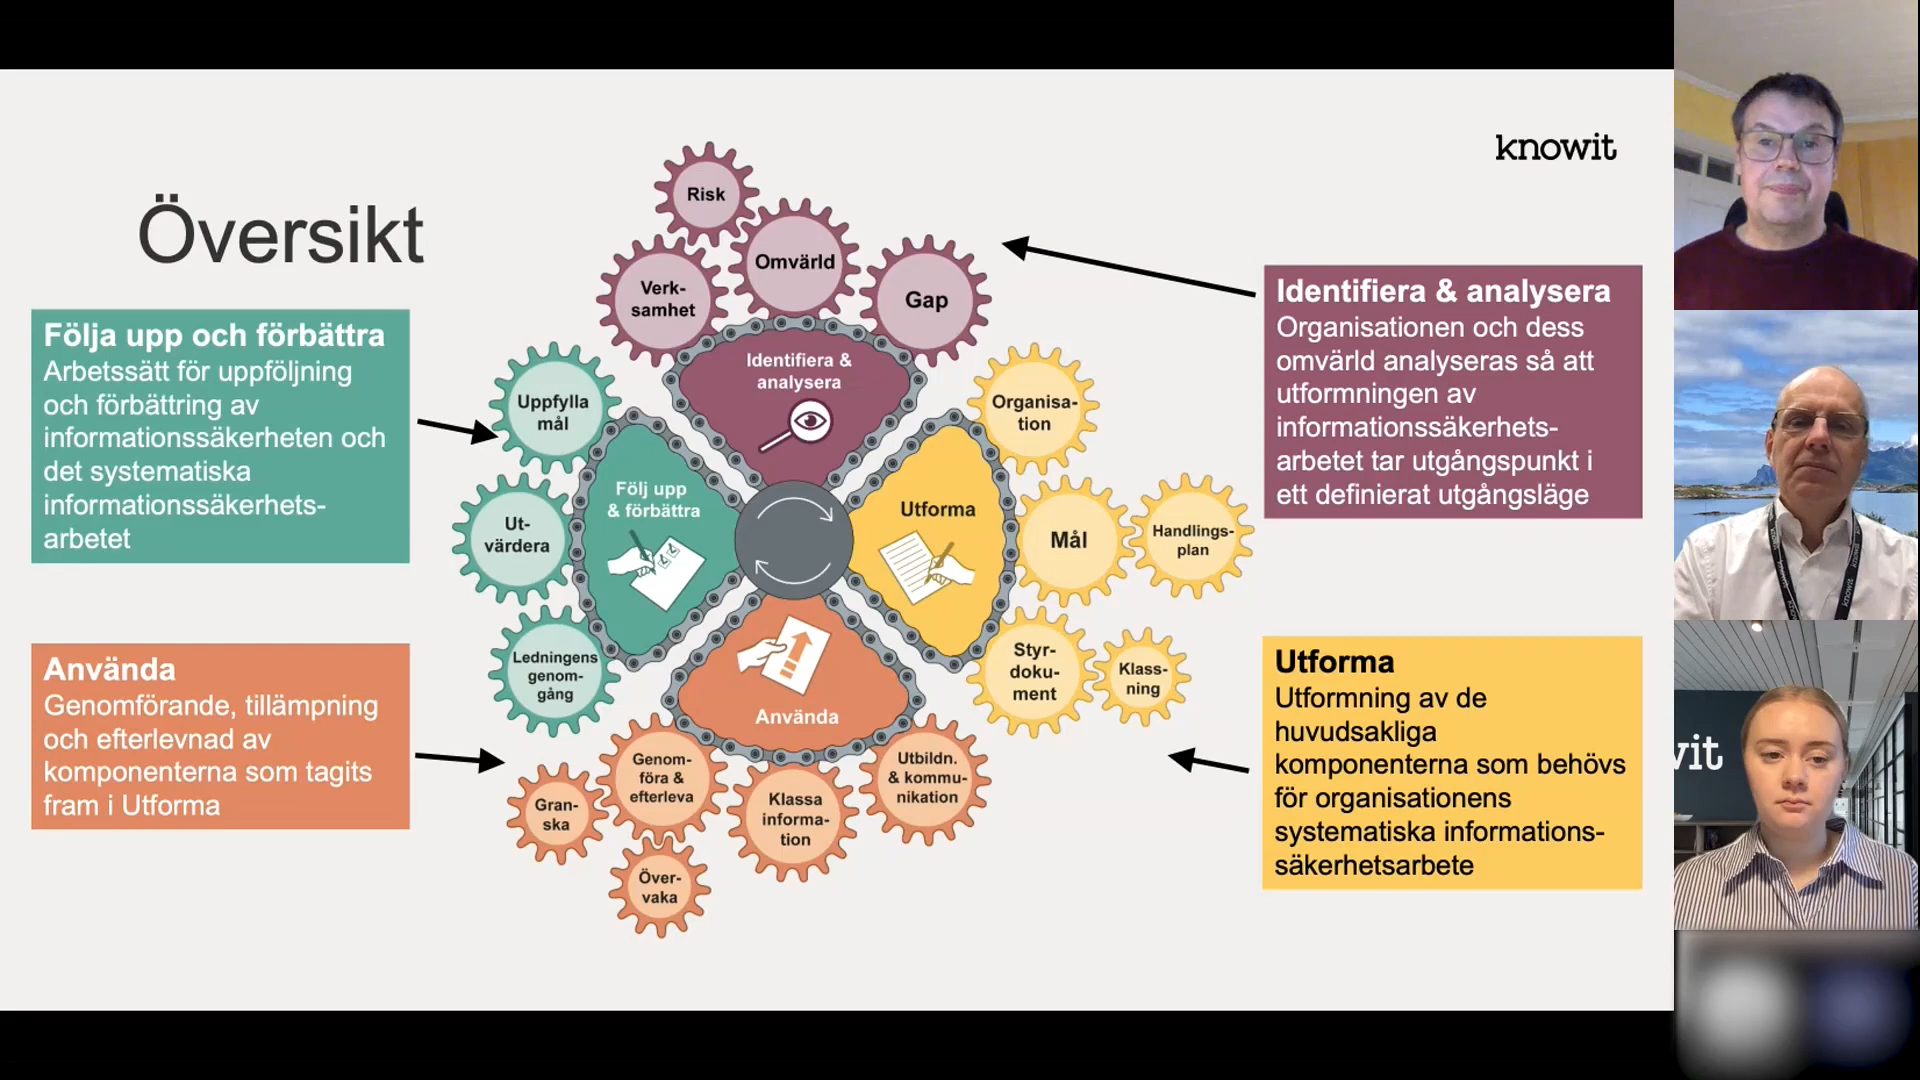 knowit
Översikt
Följa upp och förbättra
Arbetssätt för uppföljning
och förbättring av
informationssäkerheten och
det systematiska
informationssäkerhets-
arbetet
Använda
Genomförande, tillämpning
och efterlevnad av
komponenterna som tagits
fram i Utforma
Risk
Verk-
samhet
Omvärld
Gap
Identifiera &
analysera
Uppfylla
mål
Ut-
värdera
Ledningens
genom-
gång
Följ upp
& förbättra
Utforma
Organisa-
tion
Mål
Handlings-
plan
Styr-
doku-
ment
Klass-
ning
Använda
Gran-
ska
Genom-
föra &
efterleva
Över-
vaka
Klassa
informa-
tion
Utbildn.
& kommu-
nikation
Identifiera & analysera
Organisationen och dess
omvärld analyseras så att
utformningen av
informationssäkerhets-
arbetet tar utgångspunkt i
ett definierat utgångsläge
Utforma
Utformning av de
huvudsakliga
komponenterna som behövs
för organisationens
systematiska informations-
säkerhetsarbete
vit